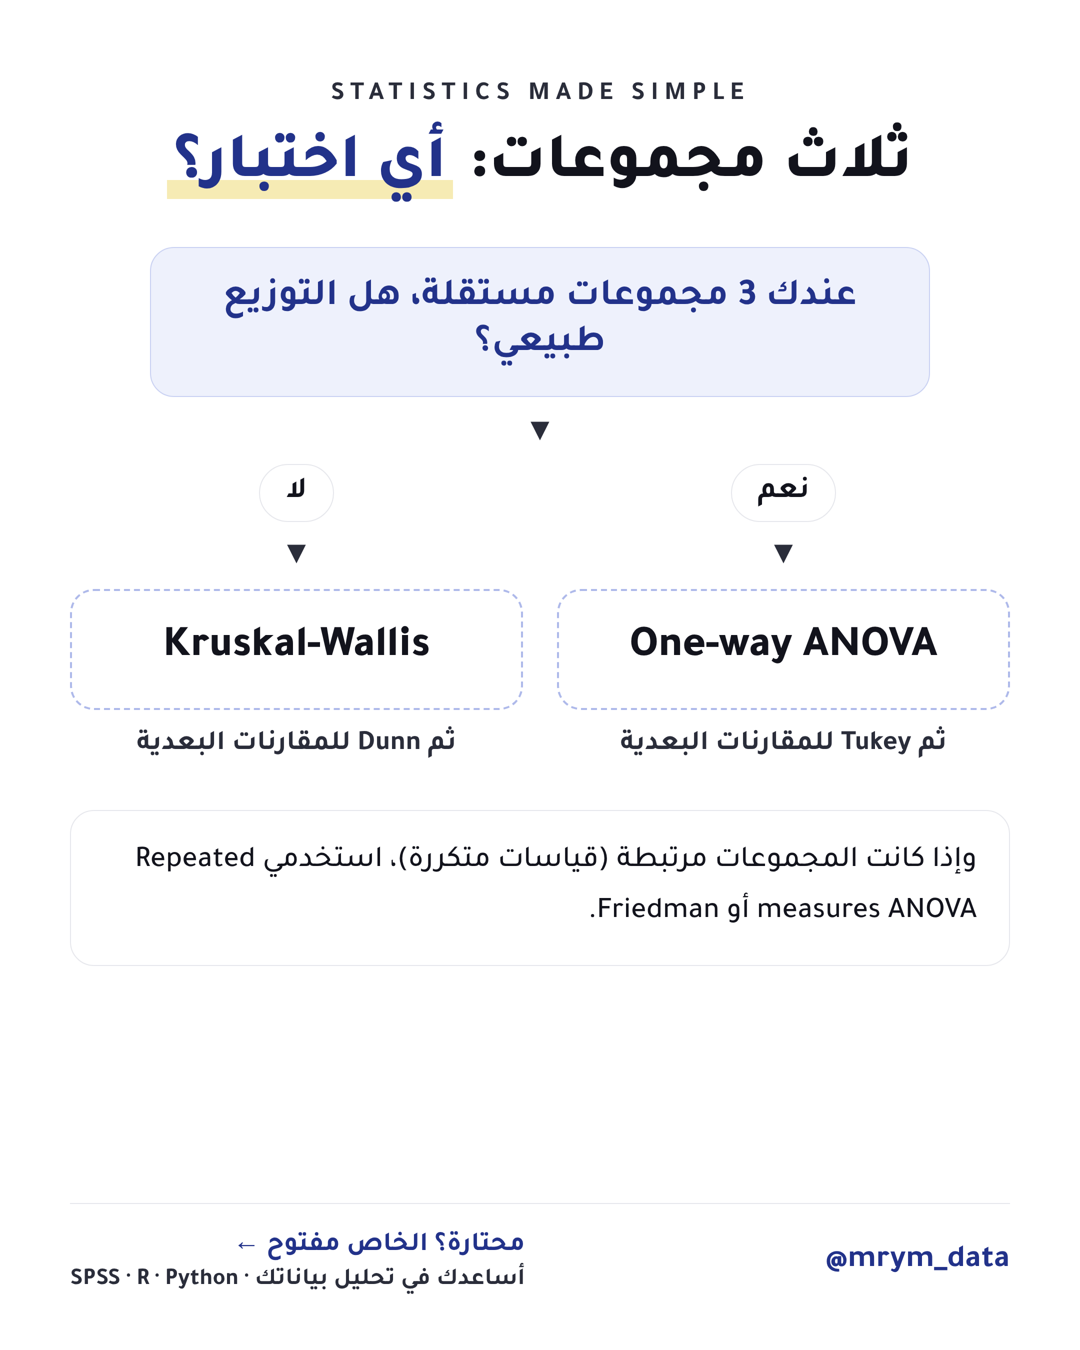 STATISTICS MADE SIMPLE
ثلاث مجموعات: أي اختبار؟
عندك 3 مجموعات مستقلة، هل التوزيع
طبيعي؟
▼
نعم
▼
One-way ANOVA
ثم Tukey للمقارنات البعدية
لا
▼
Kruskal-Wallis
ثم Dunn للمقارنات البعدية
وإذا كانت المجموعات مرتبطة (قياسات متكررة)، استخدمي Repeated
measures ANOVA أو Friedman.
@mrym_data
محتارة؟ الخاص مفتوح ←
أساعدك في تحليل بياناتك · SPSS · R · Python